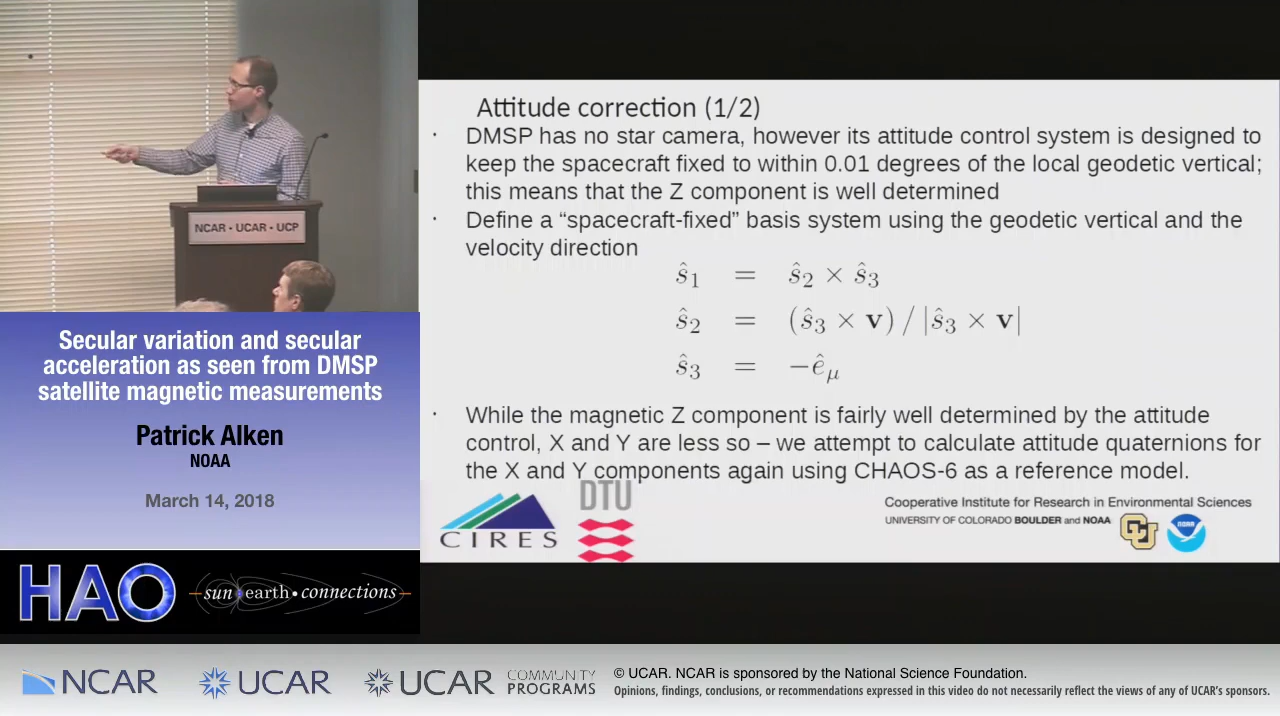 NCAR • UCAR • UCP
Secular variation and secular
acceleration as seen from DMSP
satellite magnetic measurements
Patrick Alken
NOAA
March 14, 2018
HAO
sun earth • connections
Attitude correction (1/2)
· DMSP has no star camera, however its attitude control system is designed to
keep the spacecraft fixed to within 0.01 degrees of the local geodetic vertical;
this means that the Z component is well determined
· Define a “spacecraft-fixed” basis system using the geodetic vertical and the
velocity direction
ŝ₁ = ŝ₂ × ŝ₃
ŝ₂ = (ŝ₃ × v) / |ŝ₃ × v|
ŝ₃ = −ê_μ
· While the magnetic Z component is fairly well determined by the attitude
control, X and Y are less so – we attempt to calculate attitude quaternions for
the X and Y components again using CHAOS-6 as a reference model.
CIRES
DTU
Cooperative Institute for Research in Environmental Sciences
UNIVERSITY OF COLORADO BOULDER and NOAA
CU
NOAA
NCAR
UCAR
UCAR
COMMUNITY
PROGRAMS
© UCAR. NCAR is sponsored by the National Science Foundation.
Opinions, findings, conclusions, or recommendations expressed in this video do not necessarily reflect the views of any of UCAR's sponsors.